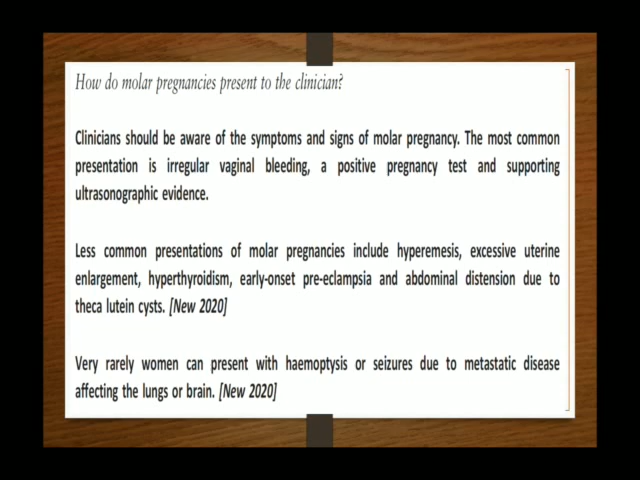 How do molar pregnancies present to the clinician?
Clinicians should be aware of the symptoms and signs of molar pregnancy. The most common
presentation is irregular vaginal bleeding, a positive pregnancy test and supporting
ultrasonographic evidence.
Less common presentations of molar pregnancies include hyperemesis, excessive uterine
enlargement, hyperthyroidism, early-onset pre-eclampsia and abdominal distension due to
theca lutein cysts. [New 2020]
Very rarely women can present with haemoptysis or seizures due to metastatic disease
affecting the lungs or brain. [New 2020]